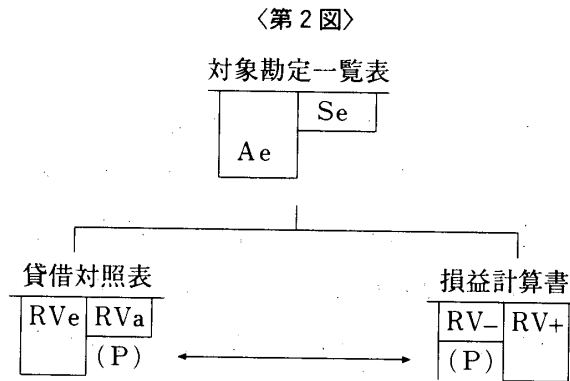 〈第2図〉
対象勘定一覧表
Se
Ae
貸借対照表
損益計算書
RVe RVa
RV− RV+
(P)
(P)